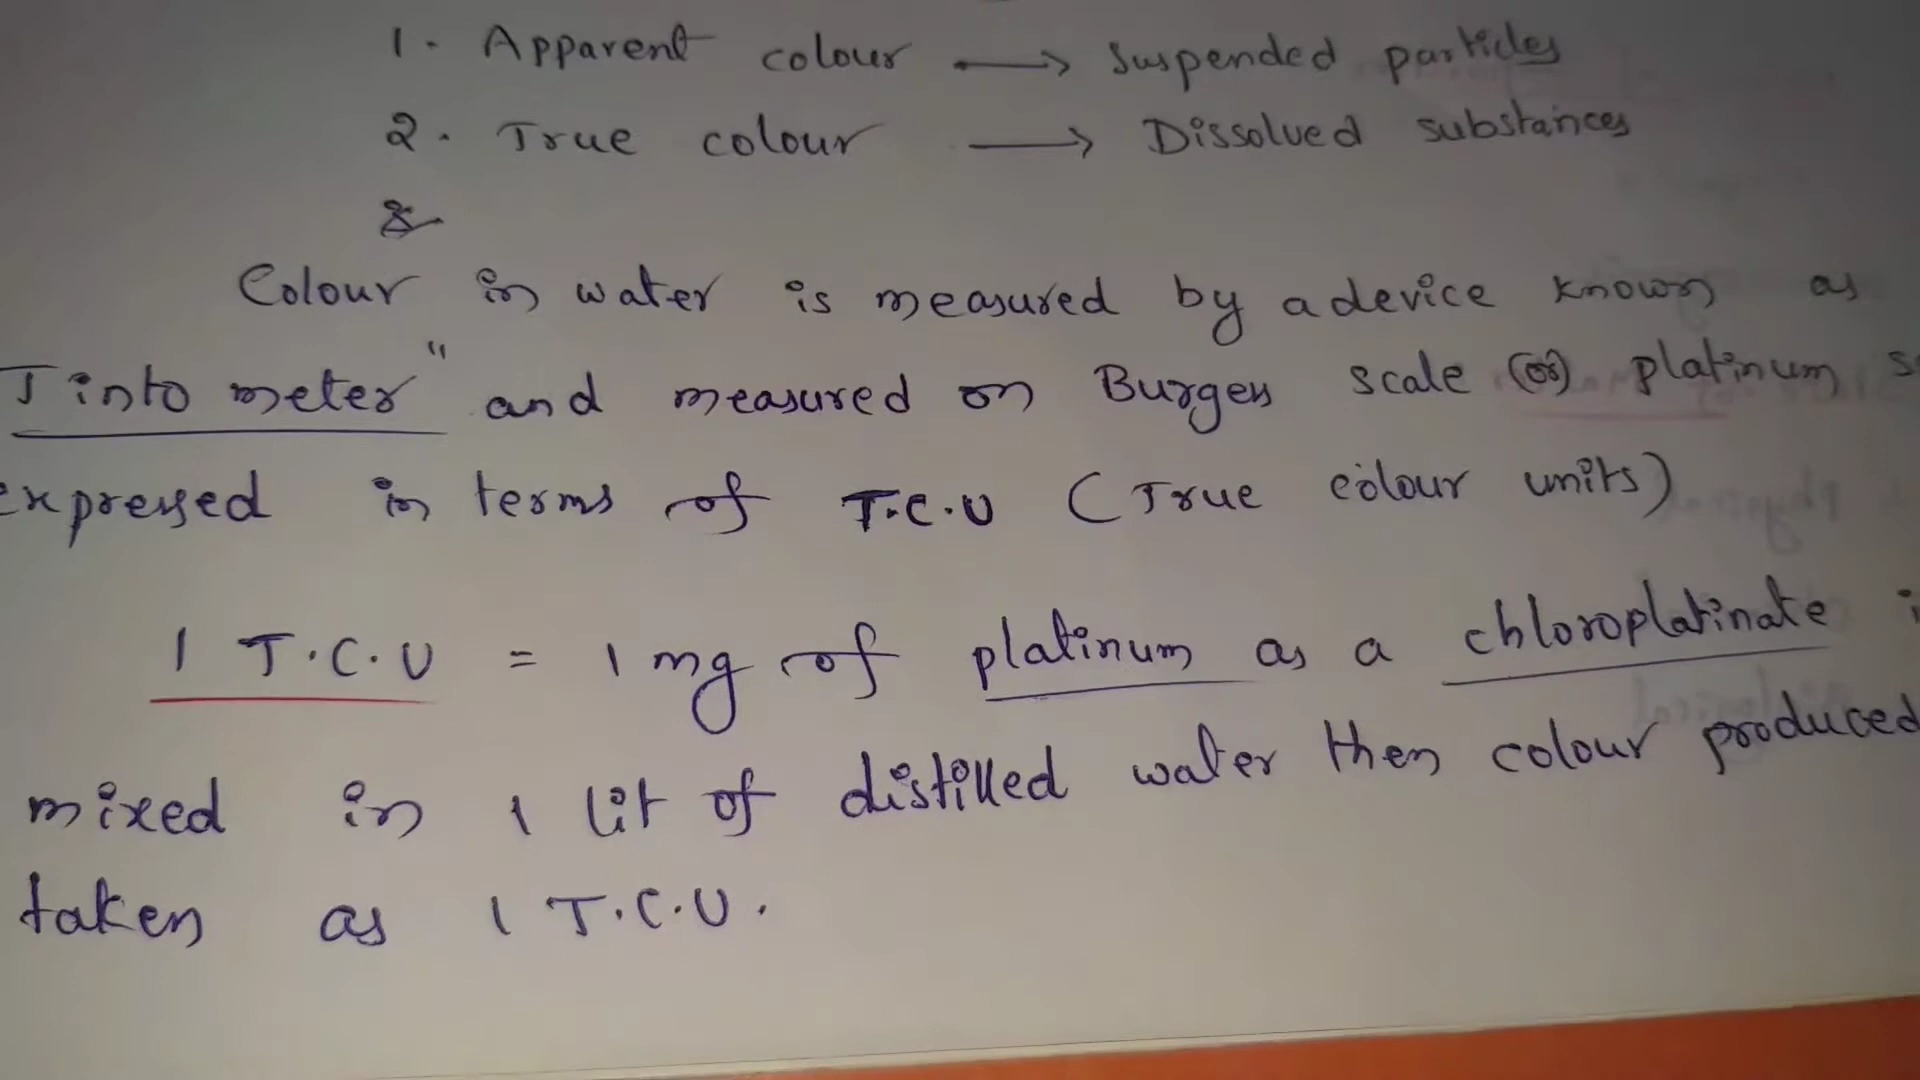 1. Apparent colour → Suspended particles
2. True colour → Dissolved substances
Colour in water is measured by a device known as
Tinto meter" and measured on Burgess scale (or) platinum
expressed in terms of T.C.U (True colour units)
1 T.C.U = 1 mg of platinum as a chloroplatinate
mixed in 1 lit of distilled water then colour produced
taken as 1 T.C.U.